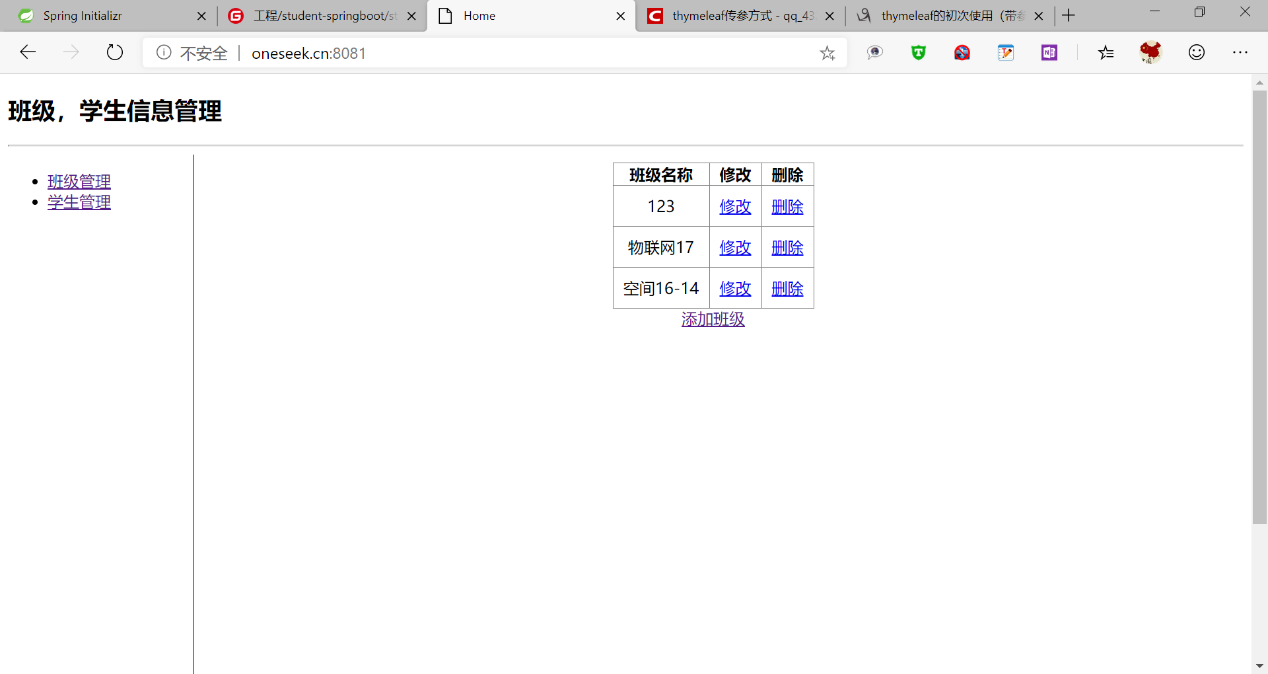 Spring Initializr
工程/student-springboot/st
Home
thymeleaf传参方式 - qq_43
thymeleaf的初次使用（带参
不安全 | oneseek.cn:8081
班级，学生信息管理
班级管理
学生管理
班级名称 修改 删除
123 修改 删除
物联网17 修改 删除
空间16-14 修改 删除
添加班级